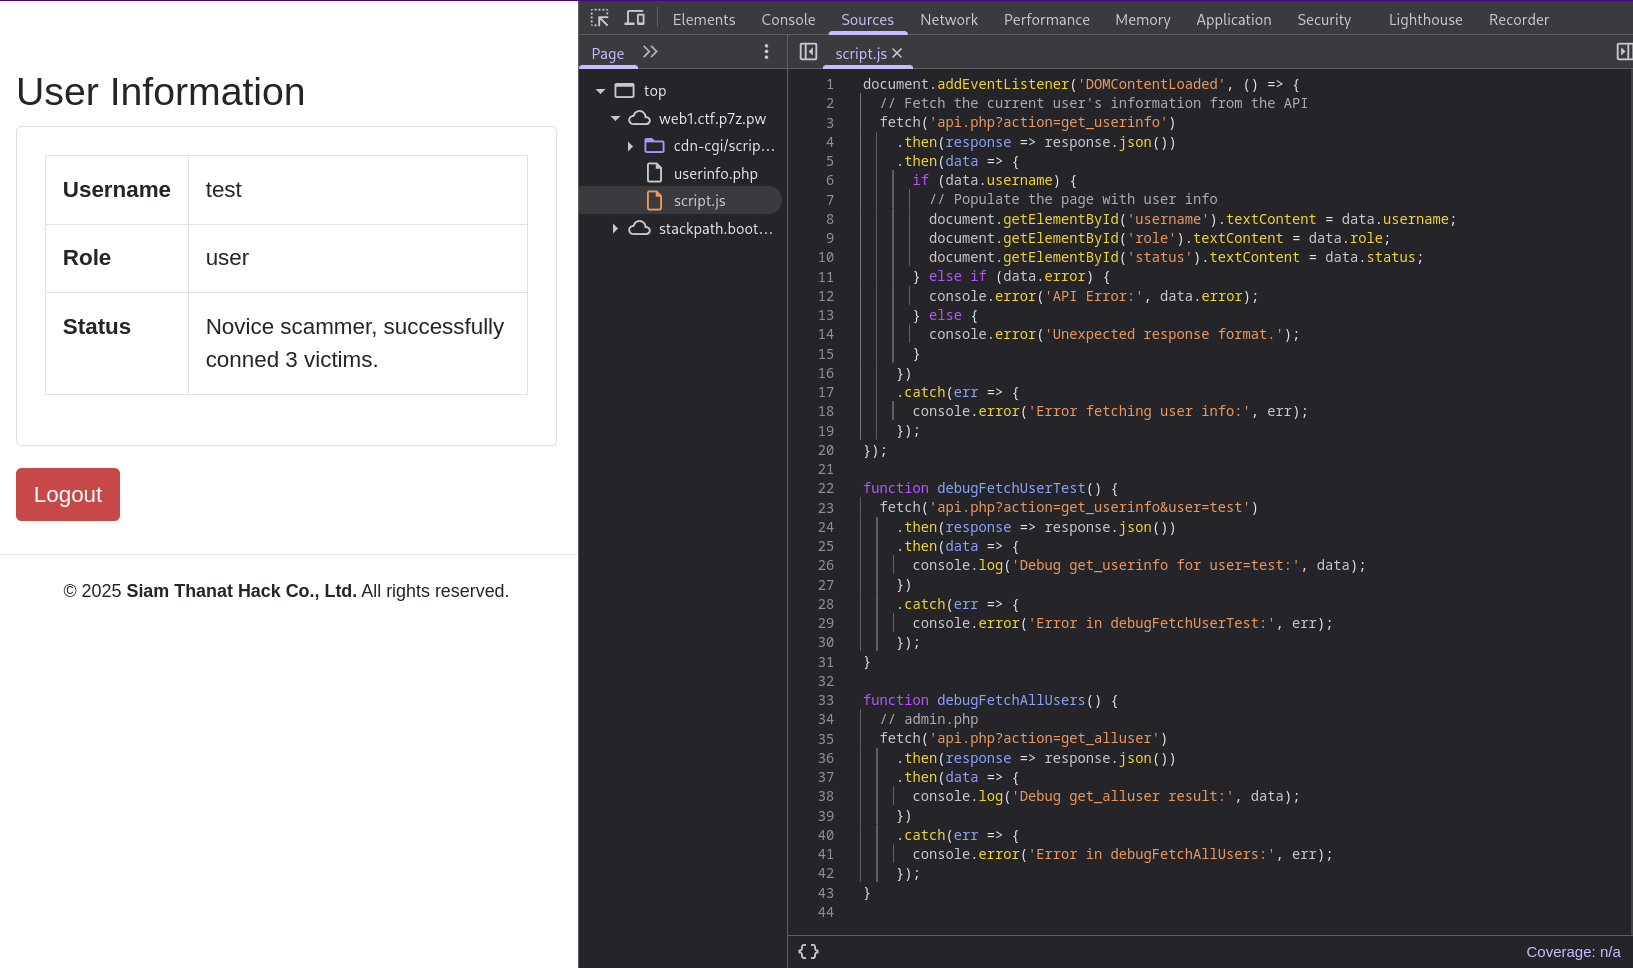 User Information
Username test
Role user
Status Novice scammer, successfully
conned 3 victims.
Logout
© 2025 Siam Thanat Hack Co., Ltd. All rights reserved.
Elements Console Sources Network Performance Memory Application Security Lighthouse Recorder
Page
top
web1.ctf.p7z.pw
cdn-cgi/scrip...
userinfo.php
script.js
stackpath.boot...
script.js
1 document.addEventListener('DOMContentLoaded', () => {
2 // Fetch the current user's information from the API
3 fetch('api.php?action=get_userinfo')
4 .then(response => response.json())
5 .then(data => {
6 if (data.username) {
7 // Populate the page with user info
8 document.getElementById('username').textContent = data.username;
9 document.getElementById('role').textContent = data.role;
10 document.getElementById('status').textContent = data.status;
11 } else if (data.error) {
12 console.error('API Error:', data.error);
13 } else {
14 console.error('Unexpected response format.');
15 }
16 })
17 .catch(err => {
18 console.error('Error fetching user info:', err);
19 });
20 });
21
22 function debugFetchUserTest() {
23 fetch('api.php?action=get_userinfo&user=test')
24 .then(response => response.json())
25 .then(data => {
26 console.log('Debug get_userinfo for user=test:', data);
27 })
28 .catch(err => {
29 console.error('Error in debugFetchUserTest:', err);
30 });
31 }
32
33 function debugFetchAllUsers() {
34 // admin.php
35 fetch('api.php?action=get_alluser')
36 .then(response => response.json())
37 .then(data => {
38 console.log('Debug get_alluser result:', data);
39 })
40 .catch(err => {
41 console.error('Error in debugFetchAllUsers:', err);
42 });
43 }
44
{} Coverage: n/a